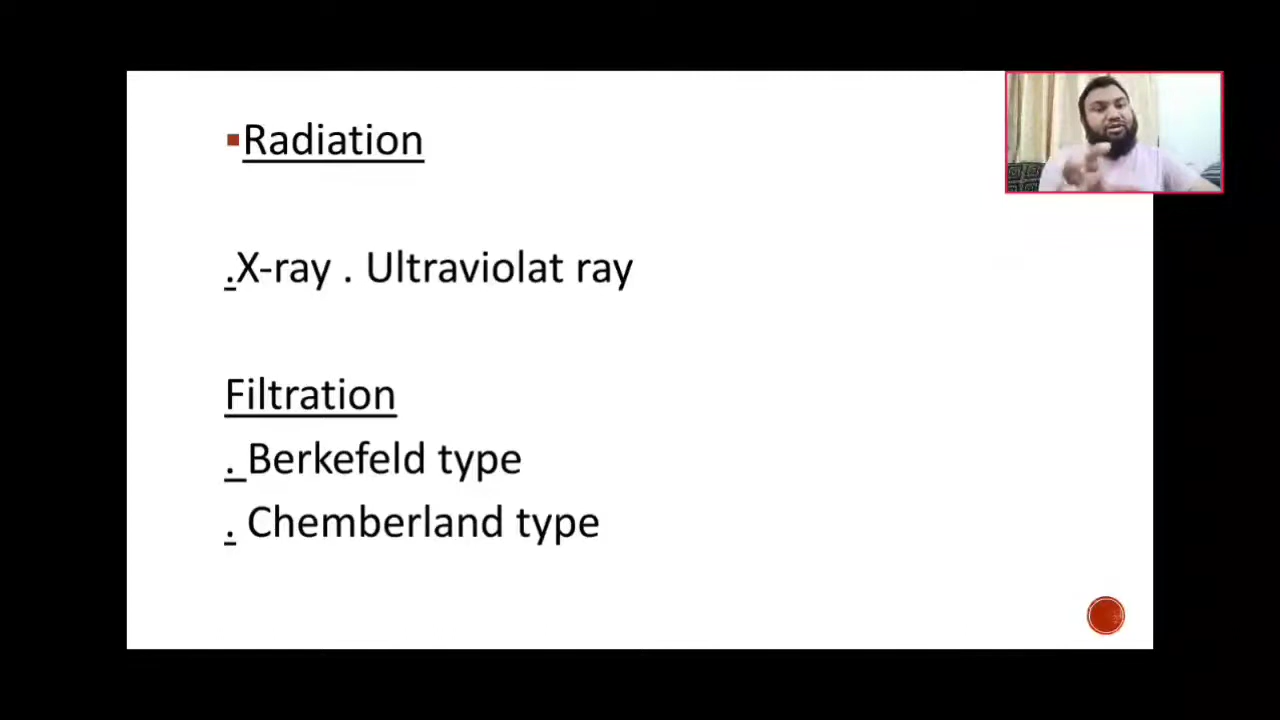 Radiation
.X-ray . Ultraviolat ray
Filtration
. Berkefeld type
. Chemberland type